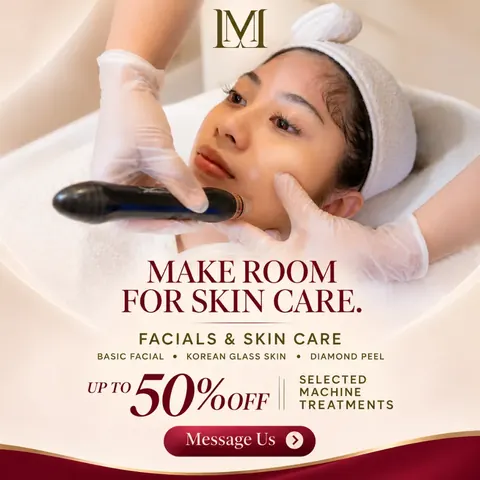 MAKE ROOM
FOR SKIN CARE.
FACIALS & SKIN CARE
BASIC FACIAL • KOREAN GLASS SKIN • DIAMOND PEEL
UP TO 50% OFF
SELECTED
MACHINE
TREATMENTS
Message Us